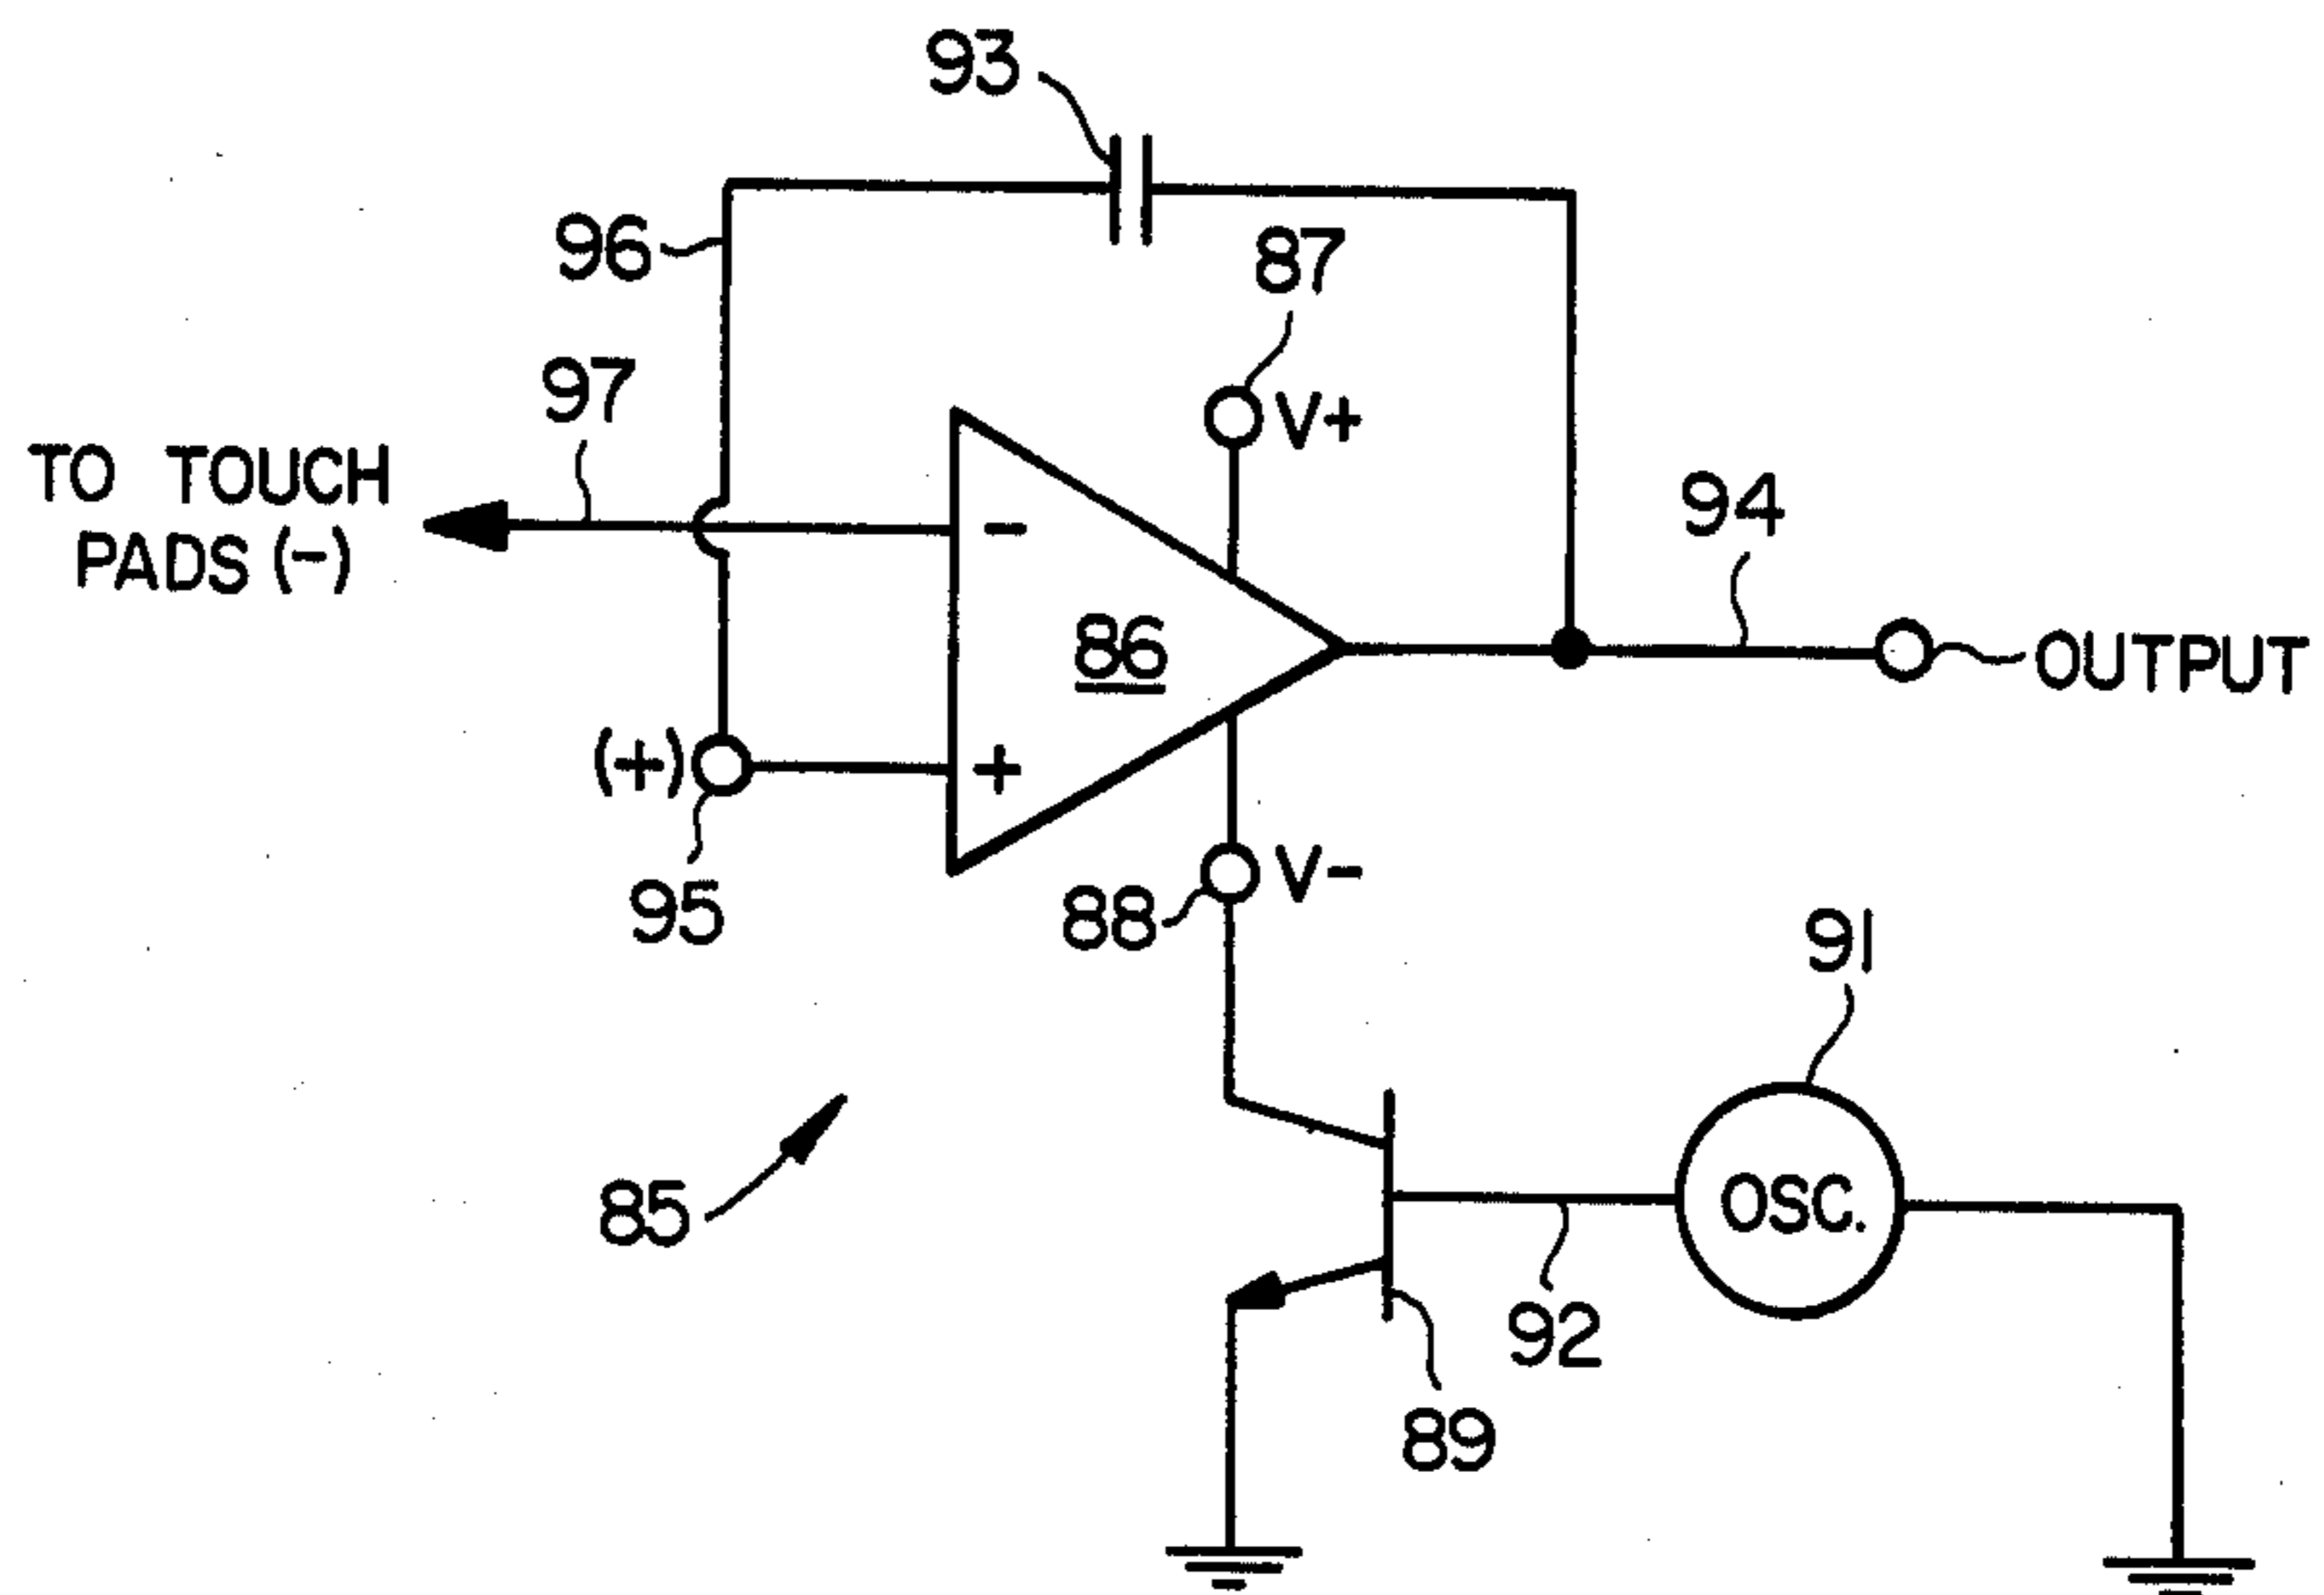 93
96
87
97
V+
TO TOUCH
PADS (-)
94
-
86
OUTPUT
(+)
+
95
88
V-
91
85
OSC.
92
89